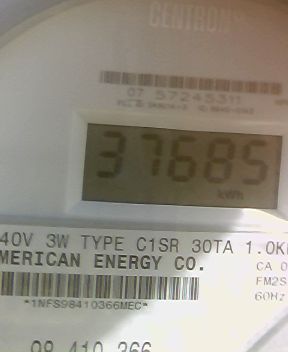 CENTRON
07 57245311
37685
kWh
40V 3W TYPE C1SR 30TA 1.0K
MERICAN ENERGY CO.
CA 0
FM2S
60Hz
*1NFS98410366MEC*
98 410 366